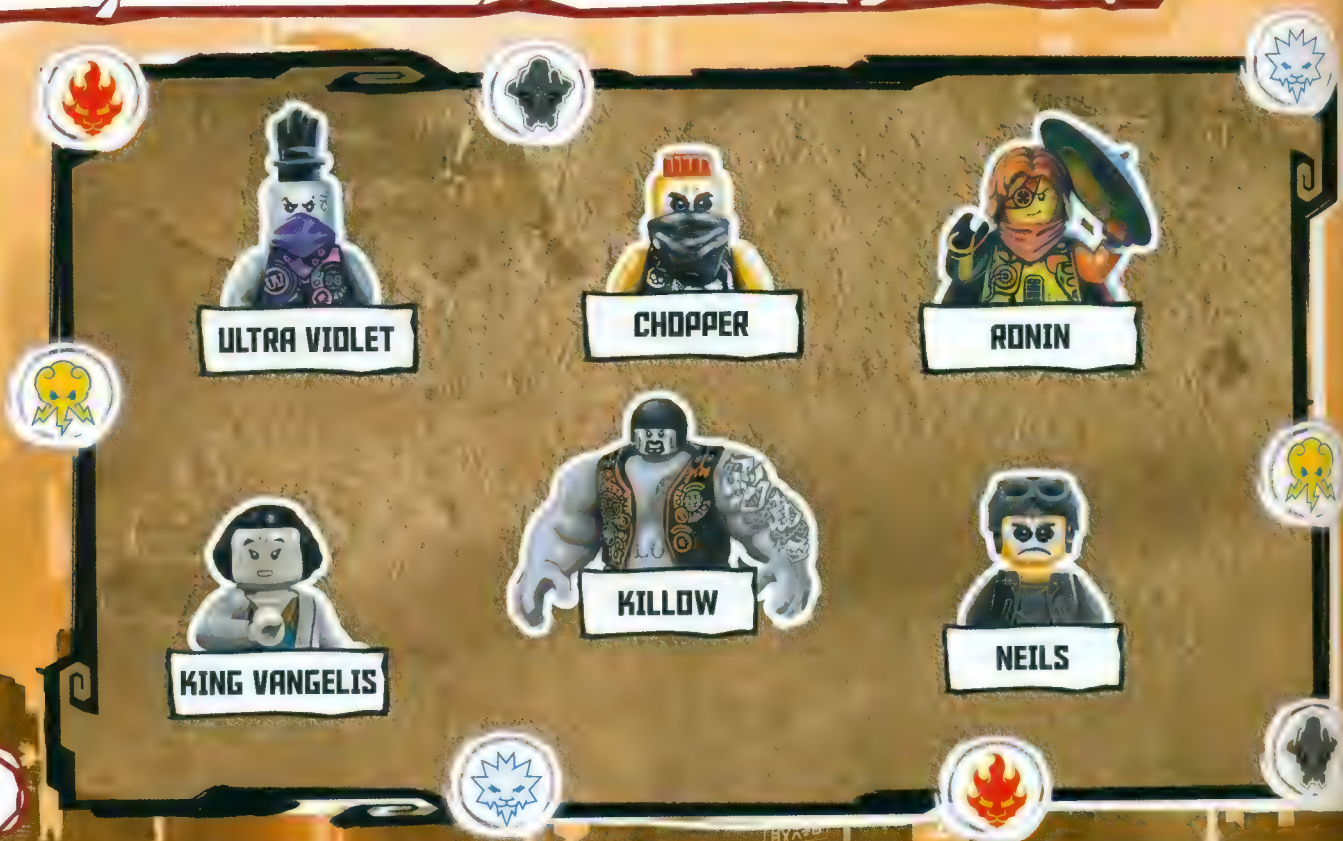 ULTRA VIOLET
CHOPPER
RONIN
KING VANGELIS
KILLOW
NEILS